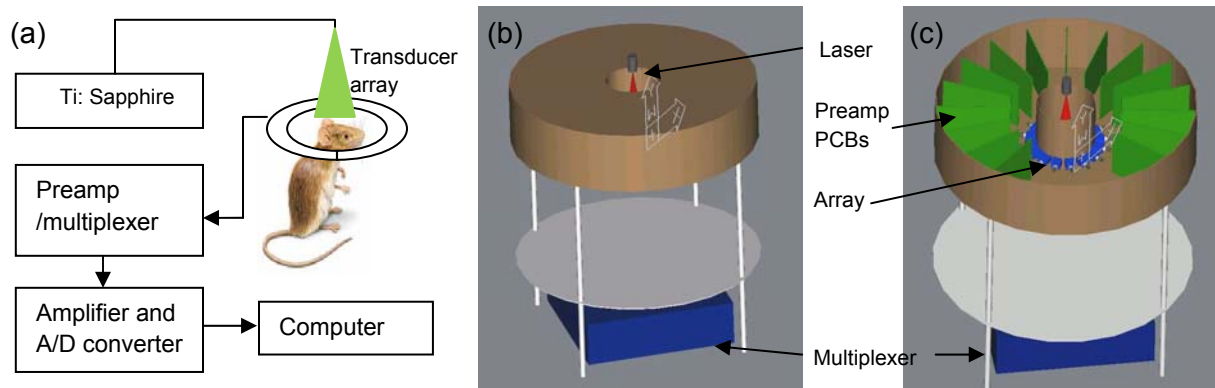 (a)
Ti: Sapphire
Transducer
array
Preamp
/multiplexer
Amplifier and
A/D converter
Computer
(b)
Laser
Preamp
PCBs
Array
Multiplexer
(c)